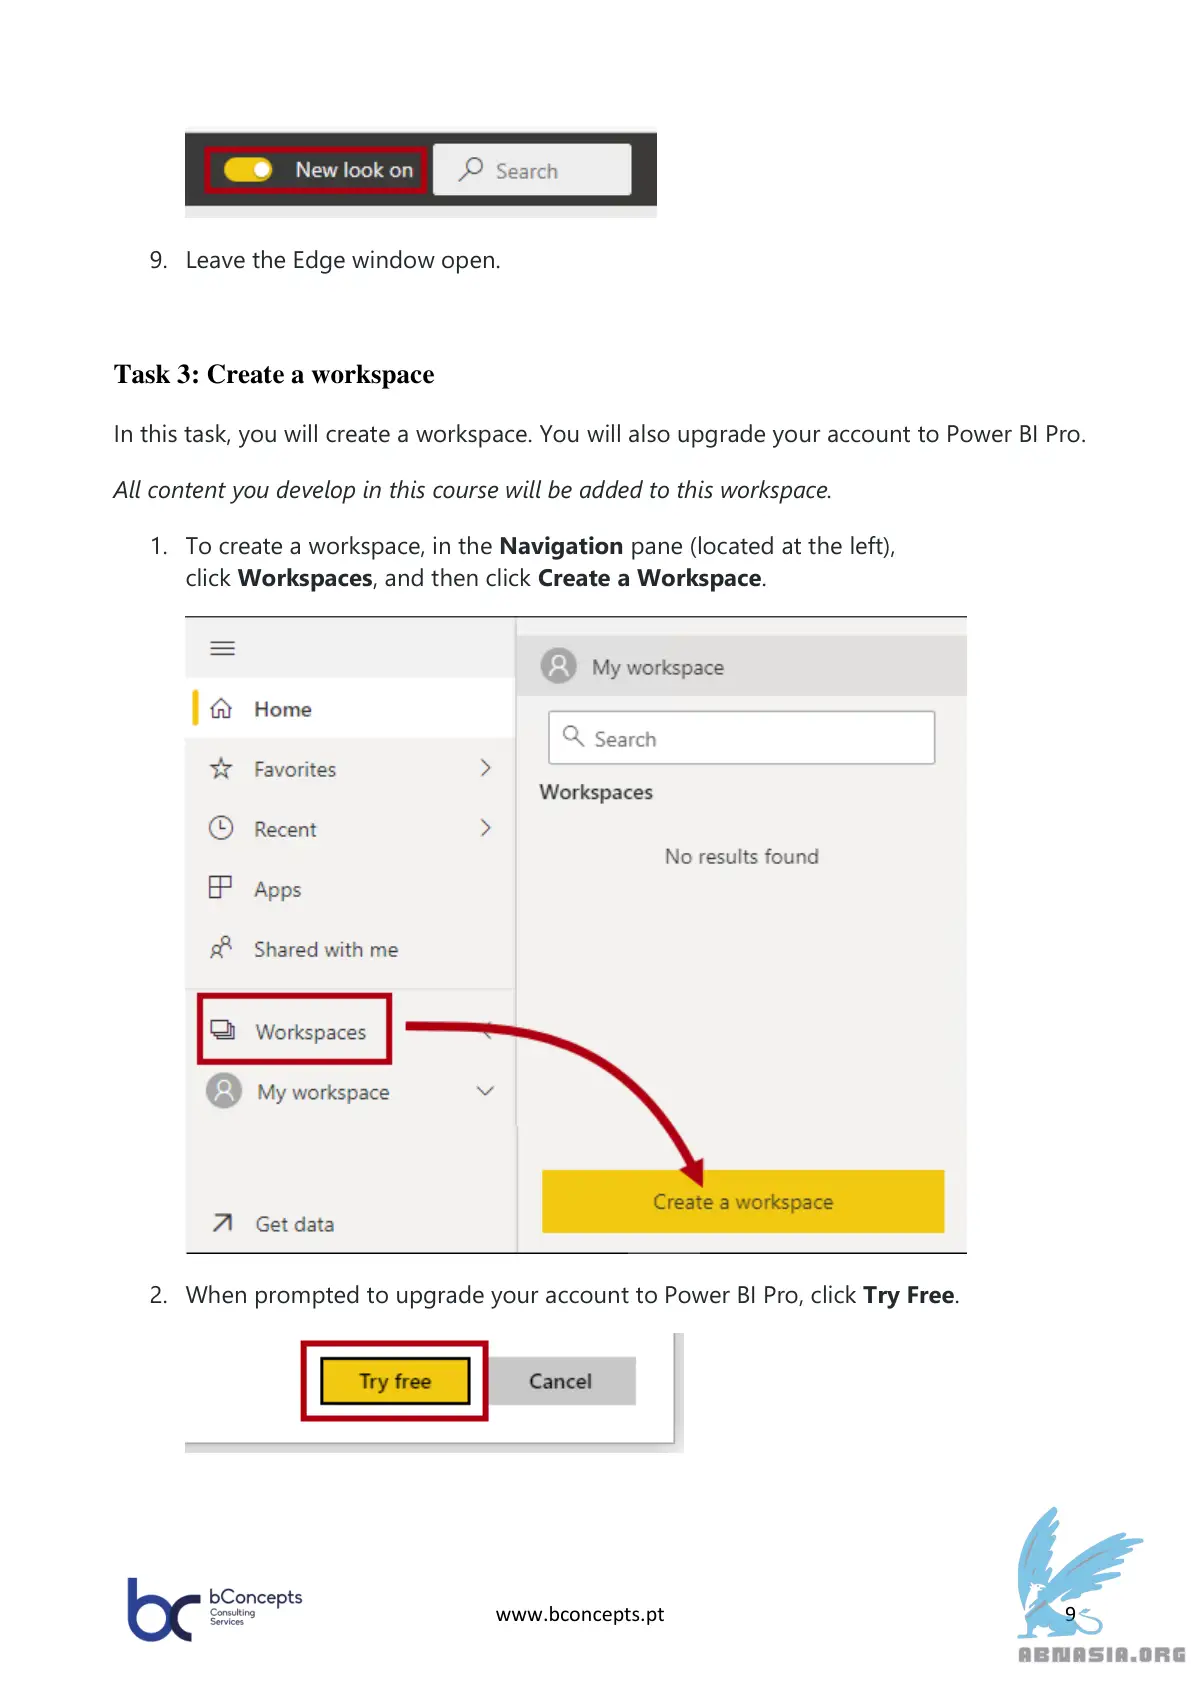 New look on
Search
9. Leave the Edge window open.
Task 3: Create a workspace
In this task, you will create a workspace. You will also upgrade your account to Power BI Pro.
All content you develop in this course will be added to this workspace.
1. To create a workspace, in the Navigation pane (located at the left),
click Workspaces, and then click Create a Workspace.
Home
Favorites
Recent
Apps
Shared with me
Workspaces
My workspace
Get data
My workspace
Search
Workspaces
No results found
Create a workspace
2. When prompted to upgrade your account to Power BI Pro, click Try Free.
Try free
Cancel
bc
bConcepts
Consulting
Services
www.bconcepts.pt
9
ABNASIA.ORG